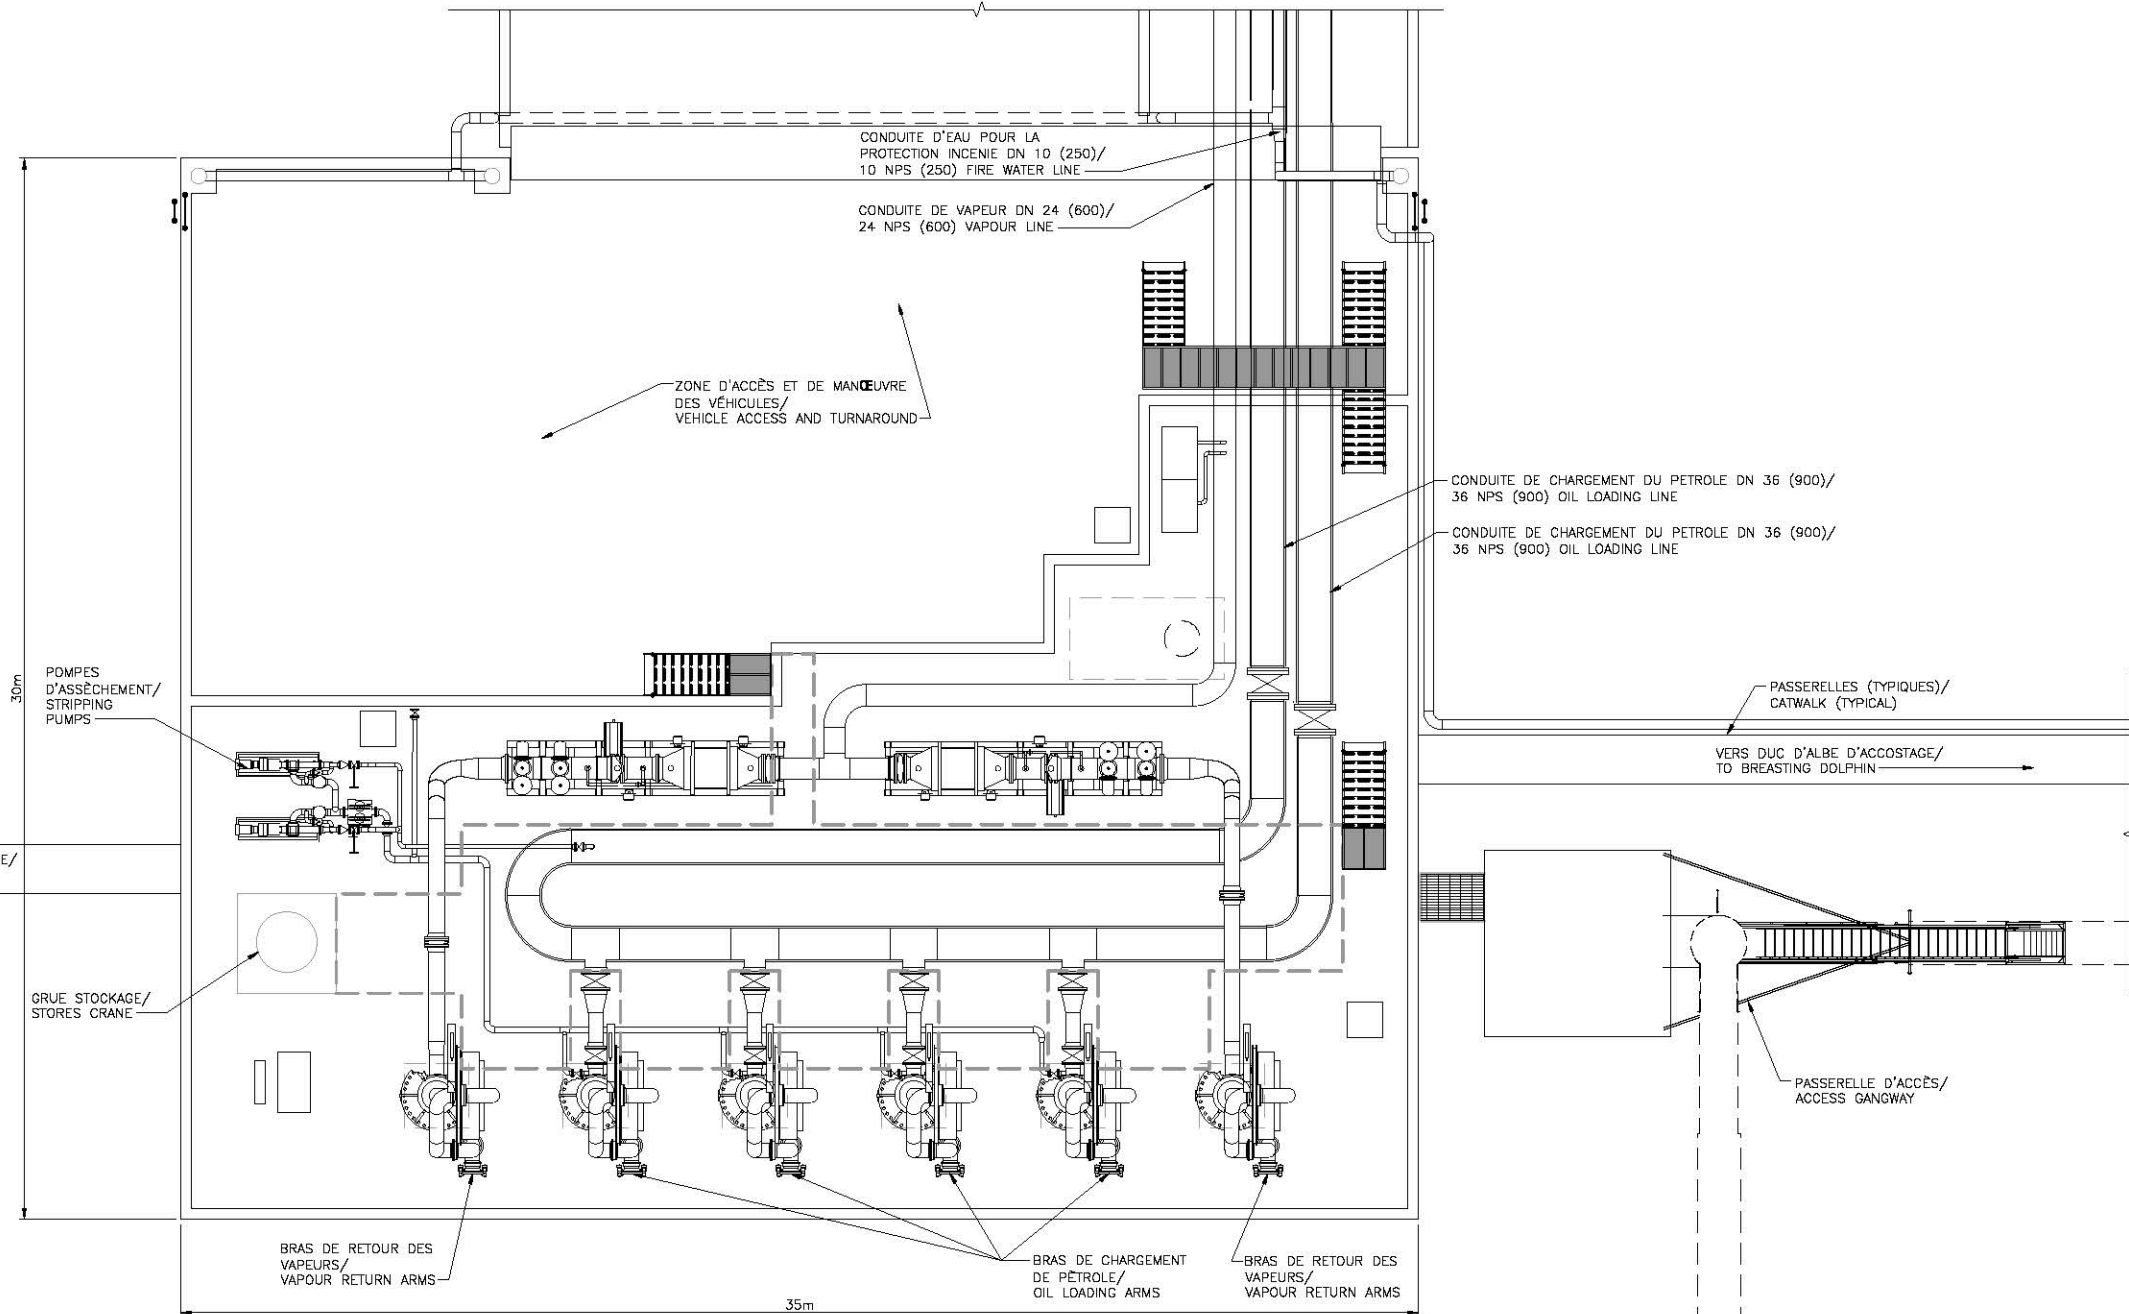 CONDUITE D'EAU POUR LA
PROTECTION INCENIE DN 10 (250)/
10 NPS (250) FIRE WATER LINE
CONDUITE DE VAPEUR DN 24 (600)/
24 NPS (600) VAPOUR LINE
ZONE D'ACCÈS ET DE MANŒUVRE
DES VÉHICULES/
VEHICLE ACCESS AND TURNAROUND
CONDUITE DE CHARGEMENT DU PETROLE DN 36 (900)/
36 NPS (900) OIL LOADING LINE
CONDUITE DE CHARGEMENT DU PETROLE DN 36 (900)/
36 NPS (900) OIL LOADING LINE
30m
POMPES
D'ASSÈCHEMENT/
STRIPPING
PUMPS
PASSERELLES (TYPIQUES)/
CATWALK (TYPICAL)
VERS DUC D'ALBE D'ACCOSTAGE/
TO BREASTING DOLPHIN
E/
GRUE STOCKAGE/
STORES CRANE
PASSERELLE D'ACCÈS/
ACCESS GANGWAY
BRAS DE RETOUR DES
VAPEURS/
VAPOUR RETURN ARMS
BRAS DE CHARGEMENT
DE PÉTROLE/
OIL LOADING ARMS
BRAS DE RETOUR DES
VAPEURS/
VAPOUR RETURN ARMS
35m